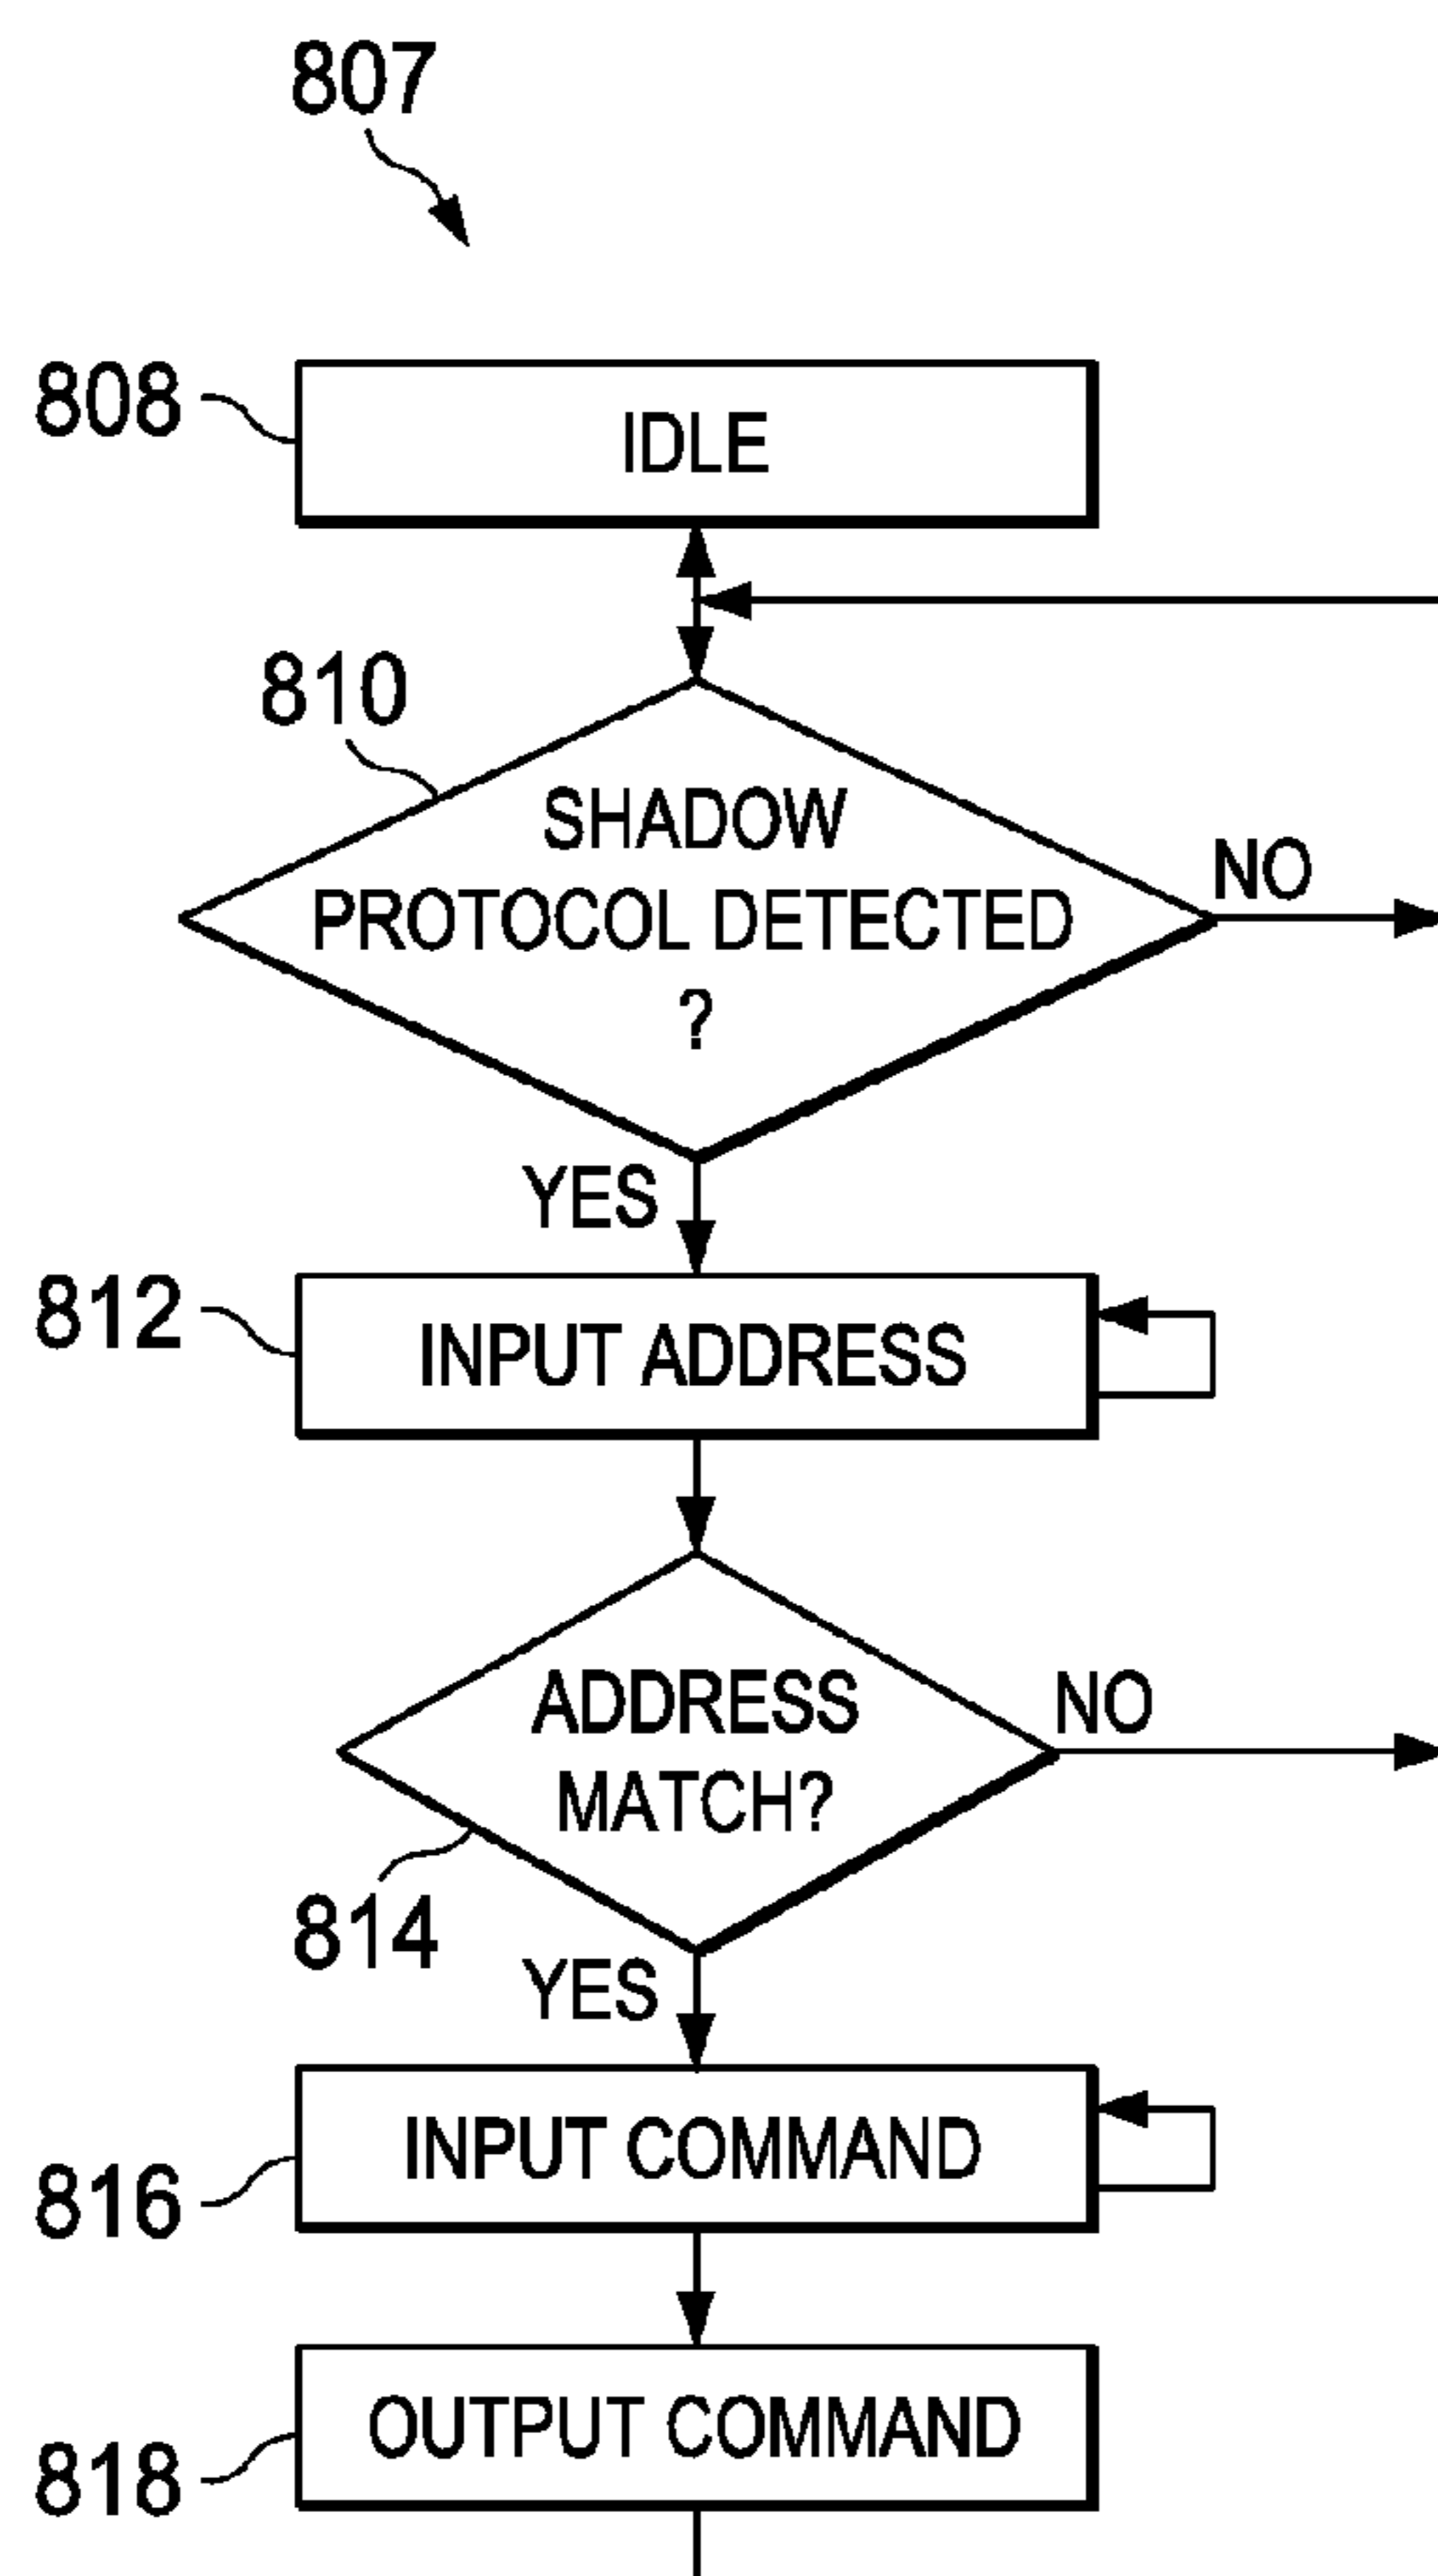 807
808
IDLE
810
SHADOW
PROTOCOL DETECTED
?
NO
YES
812
INPUT ADDRESS
ADDRESS
MATCH?
NO
814
YES
INPUT COMMAND
816
OUTPUT COMMAND
818